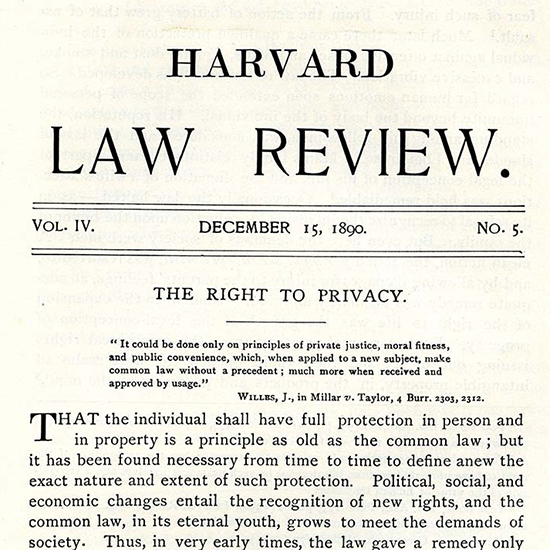 HARVARD
LAW REVIEW.
VOL. IV. DECEMBER 15, 1890. NO. 5.
THE RIGHT TO PRIVACY.
"It could be done only on principles of private justice, moral fitness,
and public convenience, which, when applied to a new subject, make
common law without a precedent; much more when received and
approved by usage."
WILLES, J., in Millar v. Taylor, 4 Burr. 2303, 2312.
THAT the individual shall have full protection in person and
in property is a principle as old as the common law; but
it has been found necessary from time to time to define anew the
exact nature and extent of such protection. Political, social, and
economic changes entail the recognition of new rights, and the
common law, in its eternal youth, grows to meet the demands of
society. Thus, in very early times, the law gave a remedy only